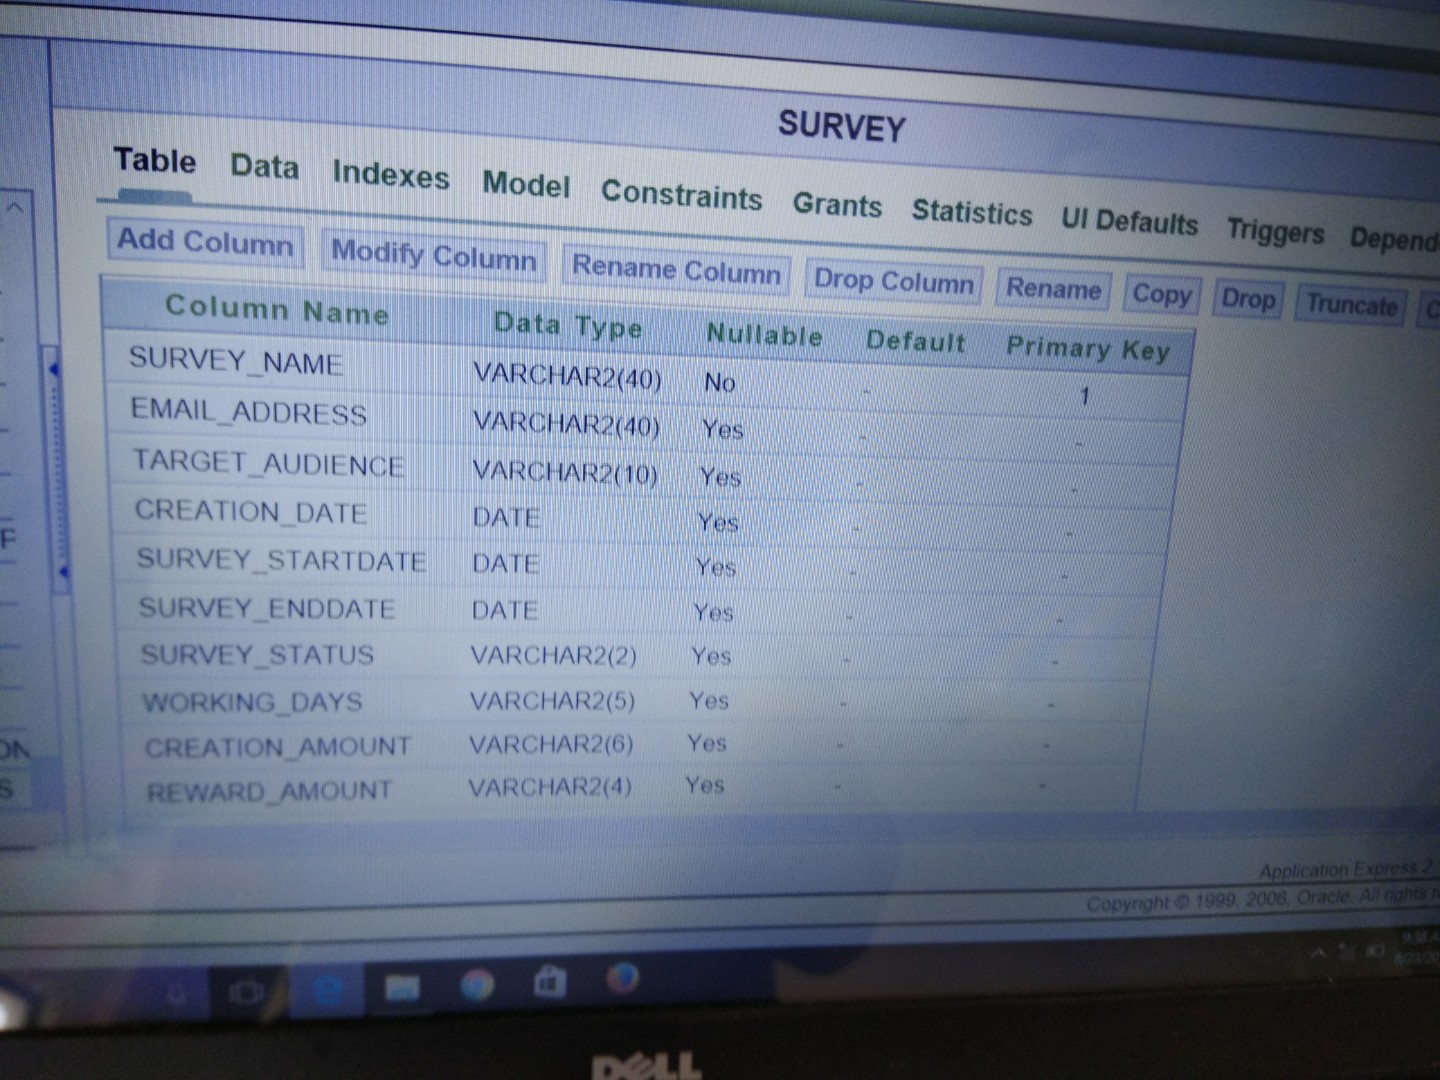 SURVEY
Table Data Indexes Model Constraints Grants Statistics UI Defaults Triggers Depend
Add Column Modify Column Rename Column Drop Column Rename Copy Drop Truncate C
Column Name Data Type Nullable Default Primary Key
SURVEY_NAME VARCHAR2(40) No - 1
EMAIL_ADDRESS VARCHAR2(40) Yes - -
TARGET_AUDIENCE VARCHAR2(10) Yes - -
CREATION_DATE DATE Yes - -
SURVEY_STARTDATE DATE Yes - -
SURVEY_ENDDATE DATE Yes - -
SURVEY_STATUS VARCHAR2(2) Yes - -
WORKING_DAYS VARCHAR2(5) Yes - -
CREATION_AMOUNT VARCHAR2(6) Yes - -
REWARD_AMOUNT VARCHAR2(4) Yes - -
F
ON
S
Application Express 2
Copyright © 1999, 2006, Oracle. All rights
DELL